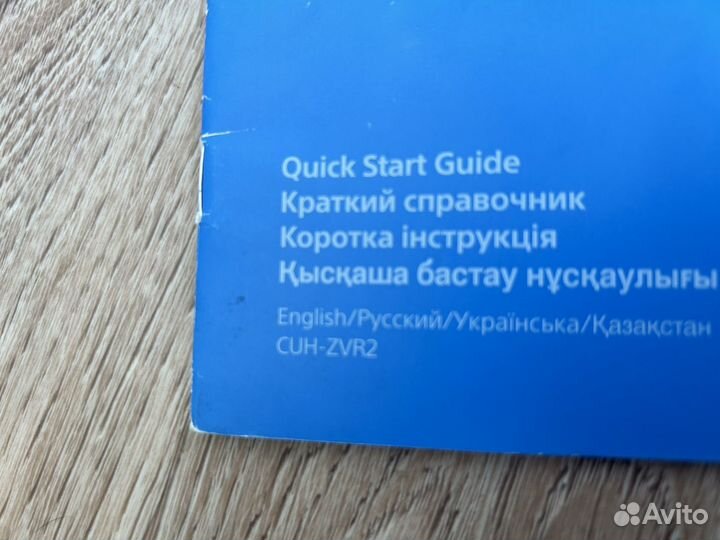 Quick Start Guide
Краткий справочник
Коротка інструкція
Қысқаша бастау нұсқаулығы
English/Русский/Українська/Қазақстан
CUH-ZVR2
Avito